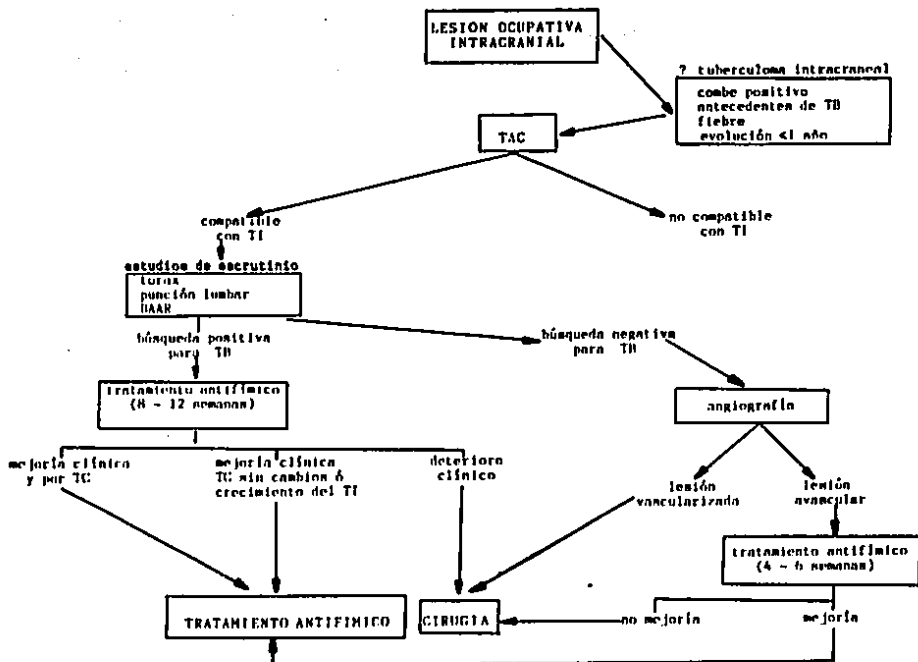 LESION OCUPATIVA
INTRACRANIAL
? tuberculoma intracraneal
combe positivo
antecedentes de TB
fiebre
evolución <1 año
TAC
compatible
con TI
no compatible
con TI
estudios de escrutinio
torax
punción lumbar
BAAR
búsqueda positiva
para TB
búsqueda negativa
para TB
tratamiento antifímico
(8 - 12 semanas)
angiografía
mejoría clínica
y por TC
mejoría clínica
TC sin cambios ó
crecimiento del TI
deterioro
clínico
lesión
vascularizada
lesión
avascular
tratamiento antifímico
(4 - 6 semanas)
TRATAMIENTO ANTIFIMICO
CIRUGIA
no mejoría
mejoría